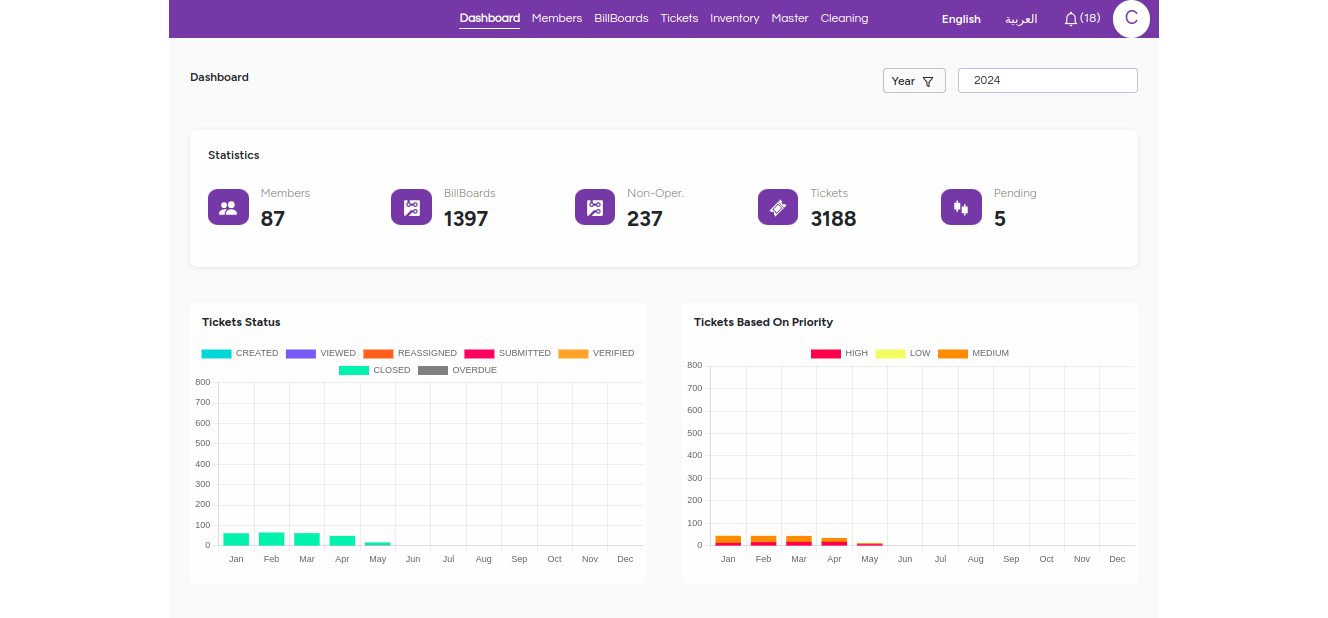 Dashboard Members BillBoards Tickets Inventory Master Cleaning English العربية (18) C
Dashboard
Year 2024
Statistics
Members BillBoards Non-Oper. Tickets Pending
87 1397 237 3188 5
Tickets Status
CREATED VIEWED REASSIGNED SUBMITTED VERIFIED
CLOSED OVERDUE
800
700
600
500
400
300
200
100
0
Jan Feb Mar Apr May Jun Jul Aug Sep Oct Nov Dec
Tickets Based On Priority
HIGH LOW MEDIUM
800
700
600
500
400
300
200
100
0
Jan Feb Mar Apr May Jun Jul Aug Sep Oct Nov Dec